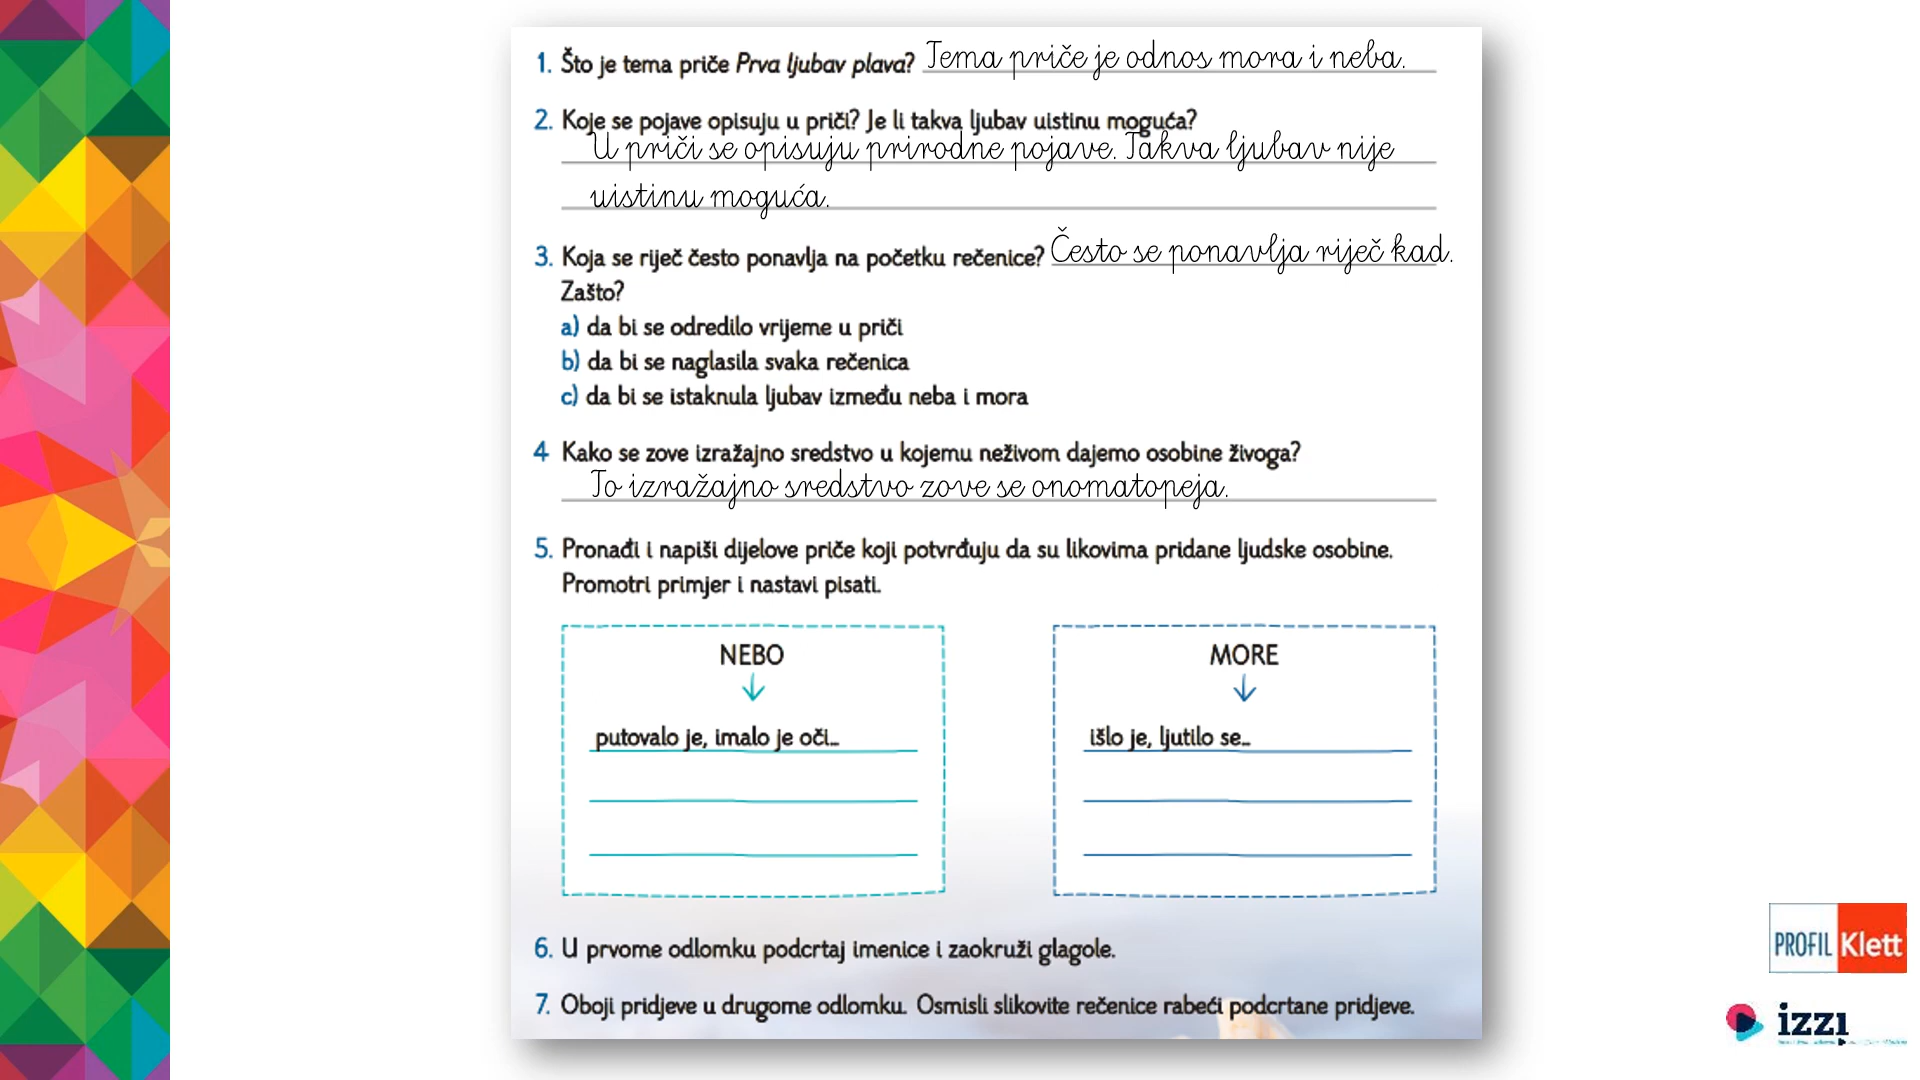 1. Što je tema priče Prva ljubav plava? Tema priče je odnos mora i neba.
2. Koje se pojave opisuju u priči? Je li takva ljubav uistinu moguća?
U priči se opisuju prirodne pojave. Takva ljubav nije
uistinu moguća.
3. Koja se riječ često ponavlja na početku rečenice? Često se ponavlja riječ kad.
Zašto?
a) da bi se odredilo vrijeme u priči
b) da bi se naglasila svaka rečenica
c) da bi se istaknula ljubav između neba i mora
4 Kako se zove izražajno sredstvo u kojemu neživom dajemo osobine živoga?
To izražajno sredstvo zove se onomatopeja.
5. Pronađi i napiši dijelove priče koji potvrđuju da su likovima pridane ljudske osobine.
Promotri primjer i nastavi pisati.
NEBO
putovalo je, imalo je oči...
MORE
išlo je, ljutilo se...
6. U prvome odlomku podcrtaj imenice i zaokruži glagole.
7. Oboji pridjeve u drugome odlomku. Osmisli slikovite rečenice rabeći podcrtane pridjeve.
PROFIL Klett
izzi